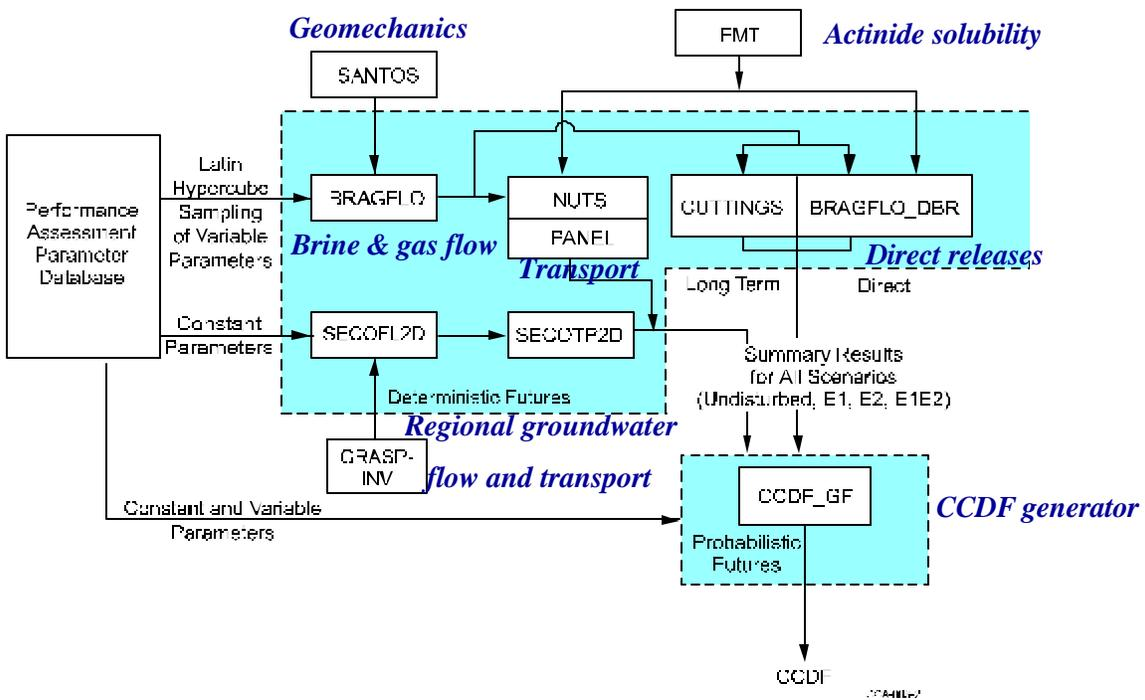 Geomechanics
FMT
Actinide solubility
SANTOS
Performance
Assessment
Parameter
Database
Latin
Hypercube
Sampling
of Variable
Parameters
BRAGFLO
NUTS
PANEL
CUTTINGS
BRAGFLO_DBR
Brine & gas flow
Transport
Direct releases
Long Term
Direct
Constant
Parameters
SECOFL2D
SECOTP2D
Deterministic Futures
Summary Results
for All Scenarios
(Undisturbed, E1, E2, E1E2)
Regional groundwater
flow and transport
GRASP-
INV
Constant and Variable
Parameters
CCDF_GF
CCDF generator
Probabilistic
Futures
CCDF